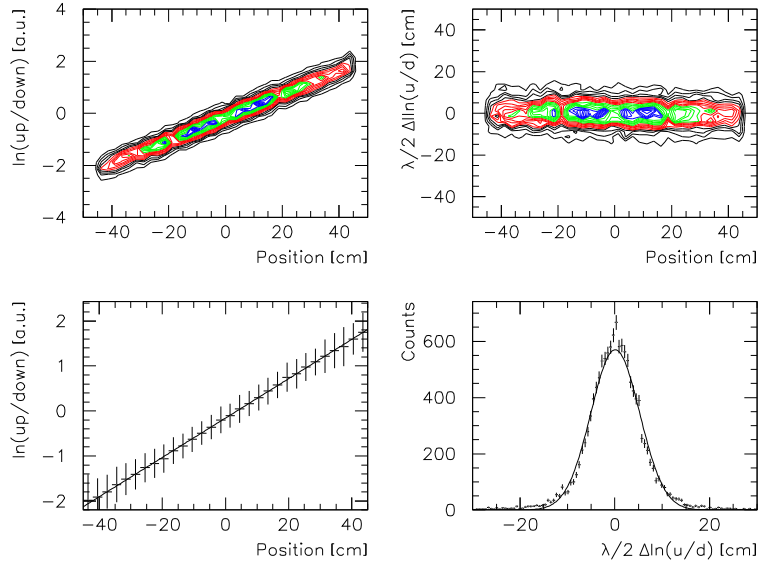 ln(up/down) [a.u.]
4
2
0
−2
−4
−40 −20 0 20 40
Position [cm]
λ/2 Δlln(u/d) [cm]
40
20
0
−20
−40
−40 −20 0 20 40
Position [cm]
ln(up/down) [a.u.]
2
1
0
−1
−2
−40 −20 0 20 40
Position [cm]
Counts
600
400
200
0
−20 0 20
λ/2 Δln(u/d) [cm]